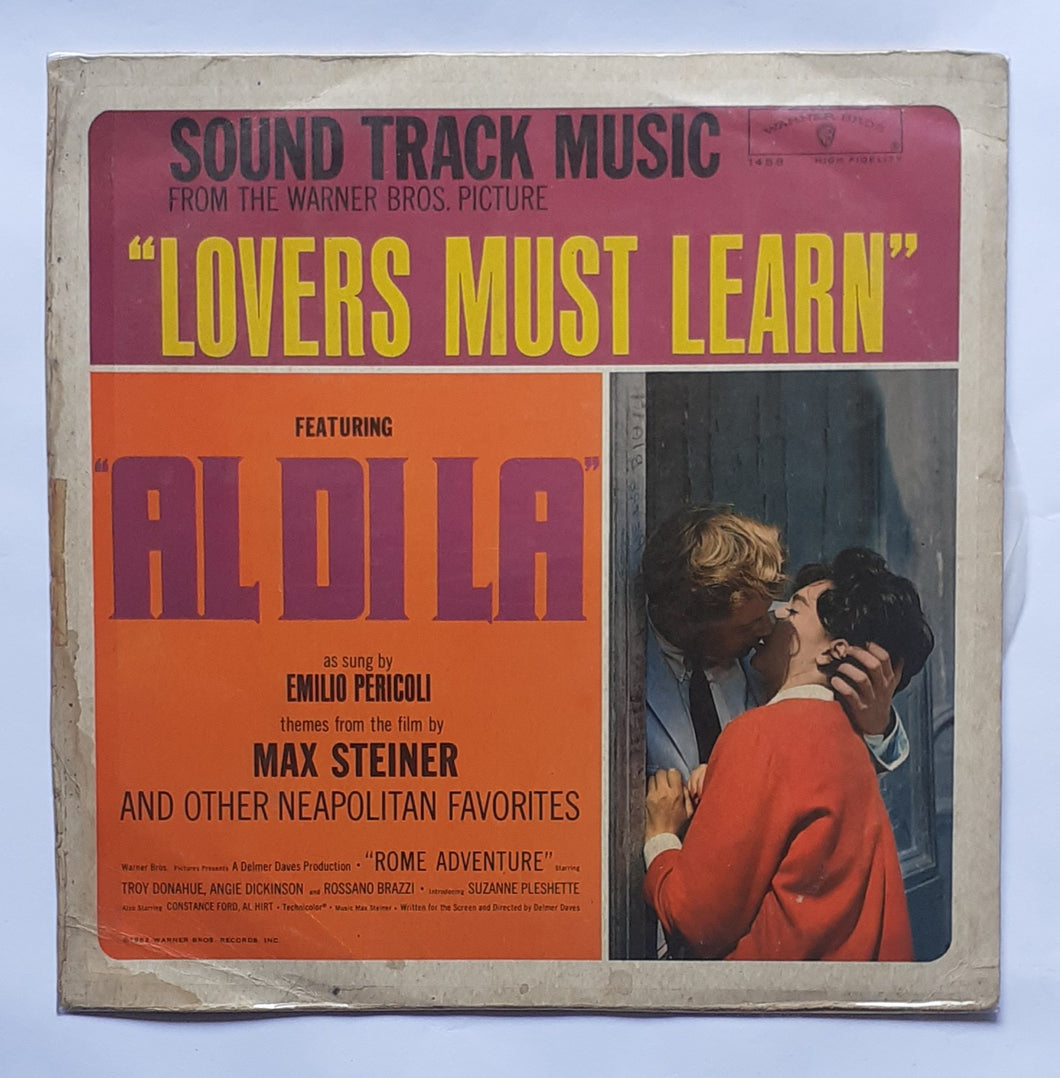 SOUND TRACK MUSIC
WARNER BROS
®
1458 HIGH FIDELITY
FROM THE WARNER BROS. PICTURE
“LOVERS MUST LEARN”
FEATURING
“AL DI LA”
as sung by
EMILIO PERICOLI
themes from the film by
MAX STEINER
AND OTHER NEAPOLITAN FAVORITES
Warner Bros. Pictures Presents A Delmer Daves Production • “ROME ADVENTURE” Starring
TROY DONAHUE, ANGIE DICKINSON and ROSSANO BRAZZI • Introducing SUZANNE PLESHETTE
Also Starring CONSTANCE FORD, AL HIRT • Technicolor® • Music Max Steiner • Written for the Screen and Directed by Delmer Daves
©1962 WARNER BROS. RECORDS, INC.